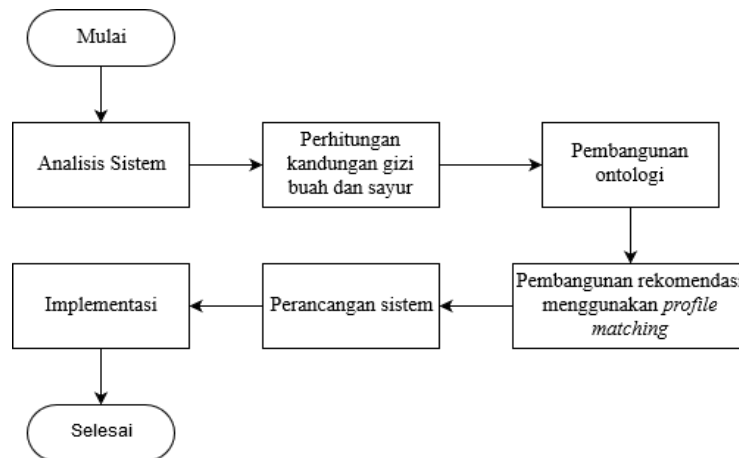 Mulai
Analisis Sistem
Perhitungan
kandungan gizi
buah dan sayur
Pembangunan
ontologi
Pembangunan rekomendasi
menggunakan profile
matching
Perancangan sistem
Implementasi
Selesai